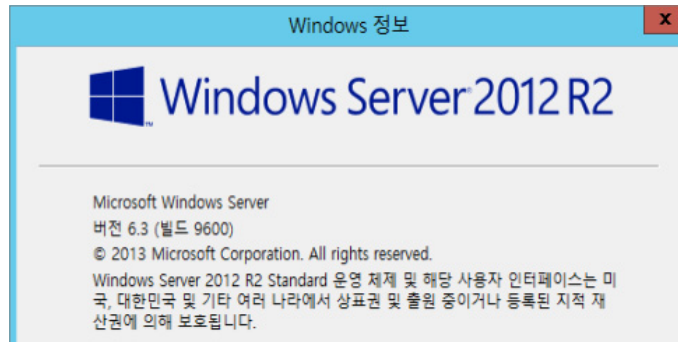 Windows 정보
x
Windows Server 2012 R2
Microsoft Windows Server
버전 6.3 (빌드 9600)
© 2013 Microsoft Corporation. All rights reserved.
Windows Server 2012 R2 Standard 운영 체제 및 해당 사용자 인터페이스는 미
국, 대한민국 및 기타 여러 나라에서 상표권 및 출원 중이거나 등록된 지적 재
산권에 의해 보호됩니다.